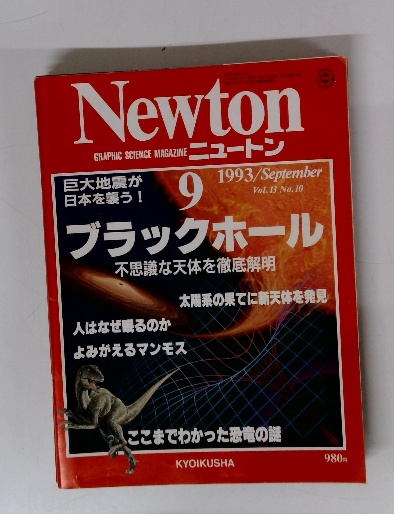 Newton
GRAPHIC SCIENCE MAGAZINE ニュートン
巨大地震が
日本を襲う！
9
1993/September
Vol.13 No.10
ブラックホール
不思議な天体を徹底解明
太陽系の果てに新天体を発見
人はなぜ眠るのか
よみがえるマンモス
ここまでわかった恐竜の謎
KYOIKUSHA
980円